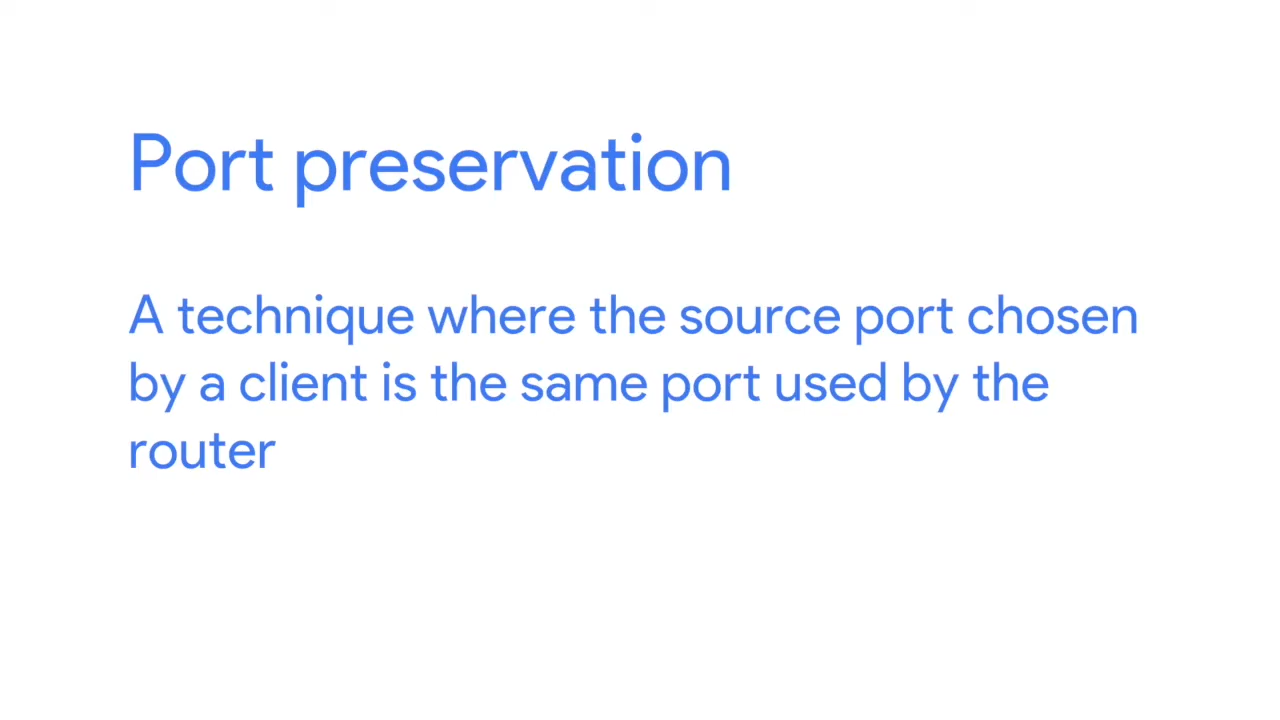 Port preservation
A technique where the source port chosen
by a client is the same port used by the
router